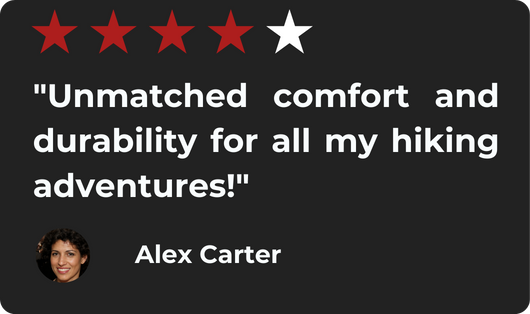 "Unmatched comfort and
durability for all my hiking
adventures!"
Alex Carter